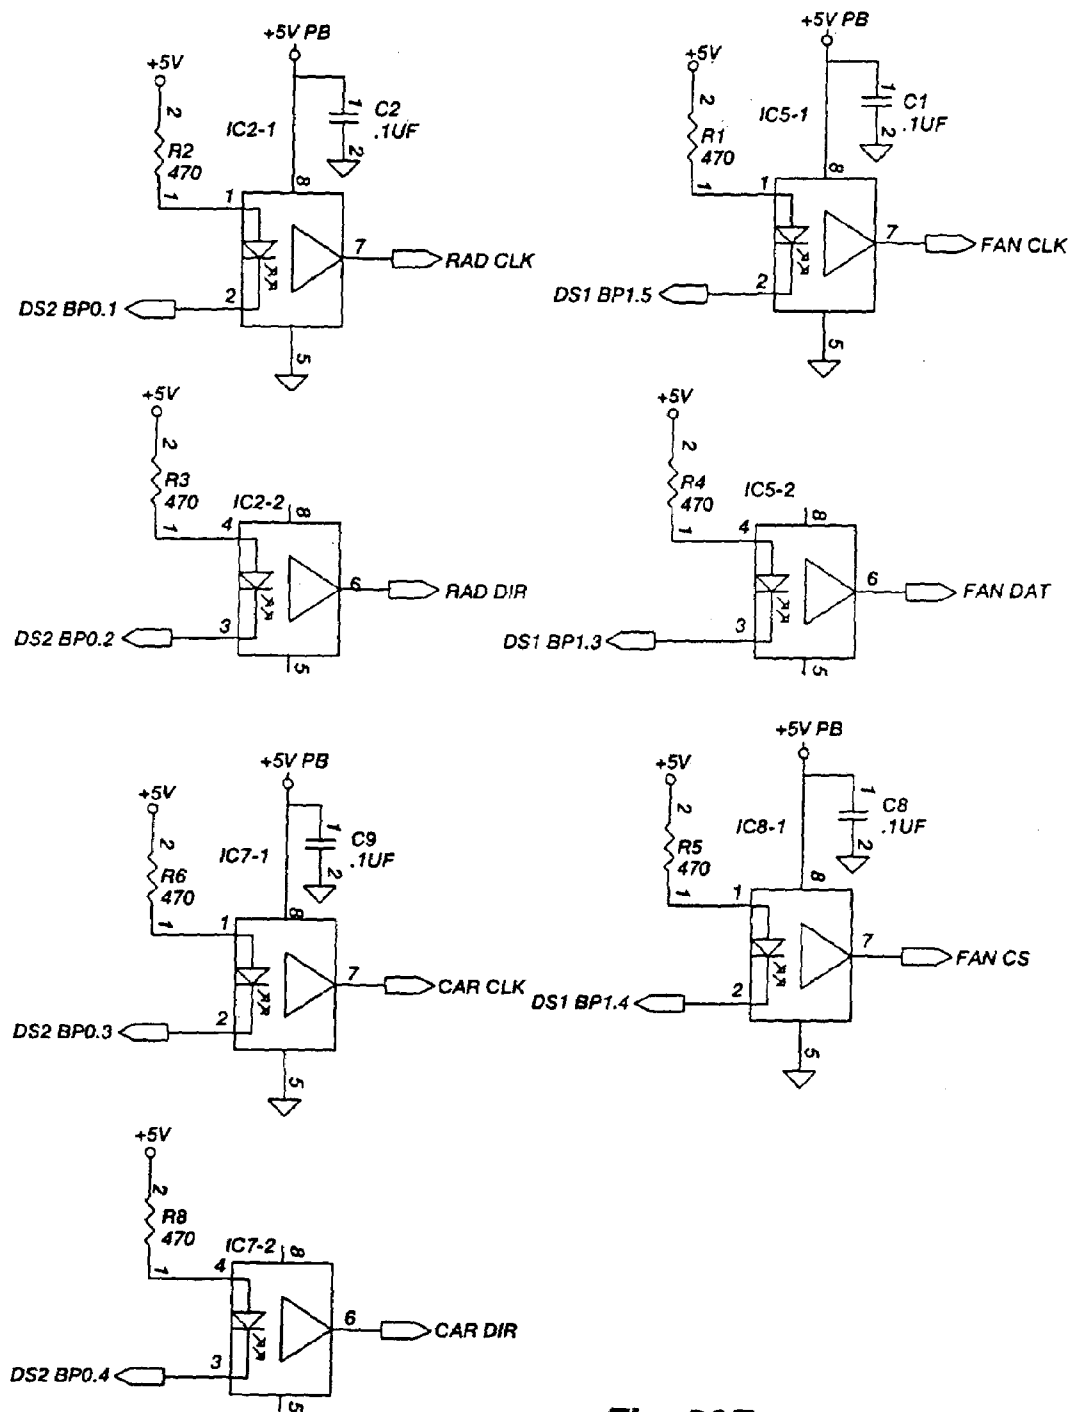 +5V PB
+5V
2
R2
470
1
IC2-1
1
C2
.1UF
2
8
1
7
RAD CLK
2
DS2 BP0.1
5
+5V PB
+5V
2
R1
470
1
IC5-1
1
C1
.1UF
2
8
1
7
FAN CLK
2
DS1 BP1.5
5
+5V
2
R3
470
1
IC2-2
8
4
6
RAD DIR
3
DS2 BP0.2
5
+5V
2
R4
470
1
IC5-2
8
4
6
FAN DAT
3
DS1 BP1.3
5
+5V PB
+5V
2
R6
470
1
IC7-1
1
C9
.1UF
2
8
1
7
CAR CLK
2
DS2 BP0.3
5
+5V PB
+5V
2
R5
470
1
IC8-1
1
C8
.1UF
2
8
1
7
FAN CS
2
DS1 BP1.4
5
+5V
2
R8
470
1
IC7-2
8
4
6
CAR DIR
3
DS2 BP0.4
5